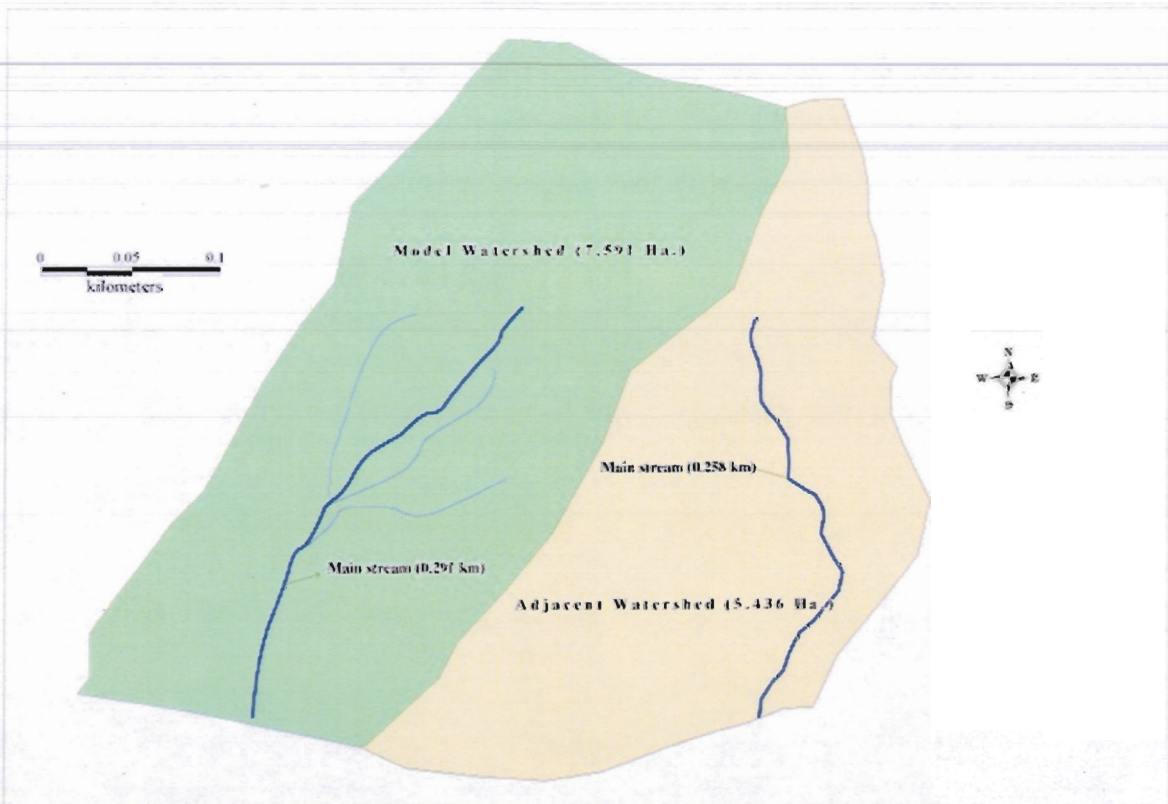 Model Watershed (7.591 Ha.)
0 0.05 0.1
kilometers
N
W E
S
Main stream (0.258 km)
Main stream (0.291 km)
Adjacent Watershed (5.436 Ha.)